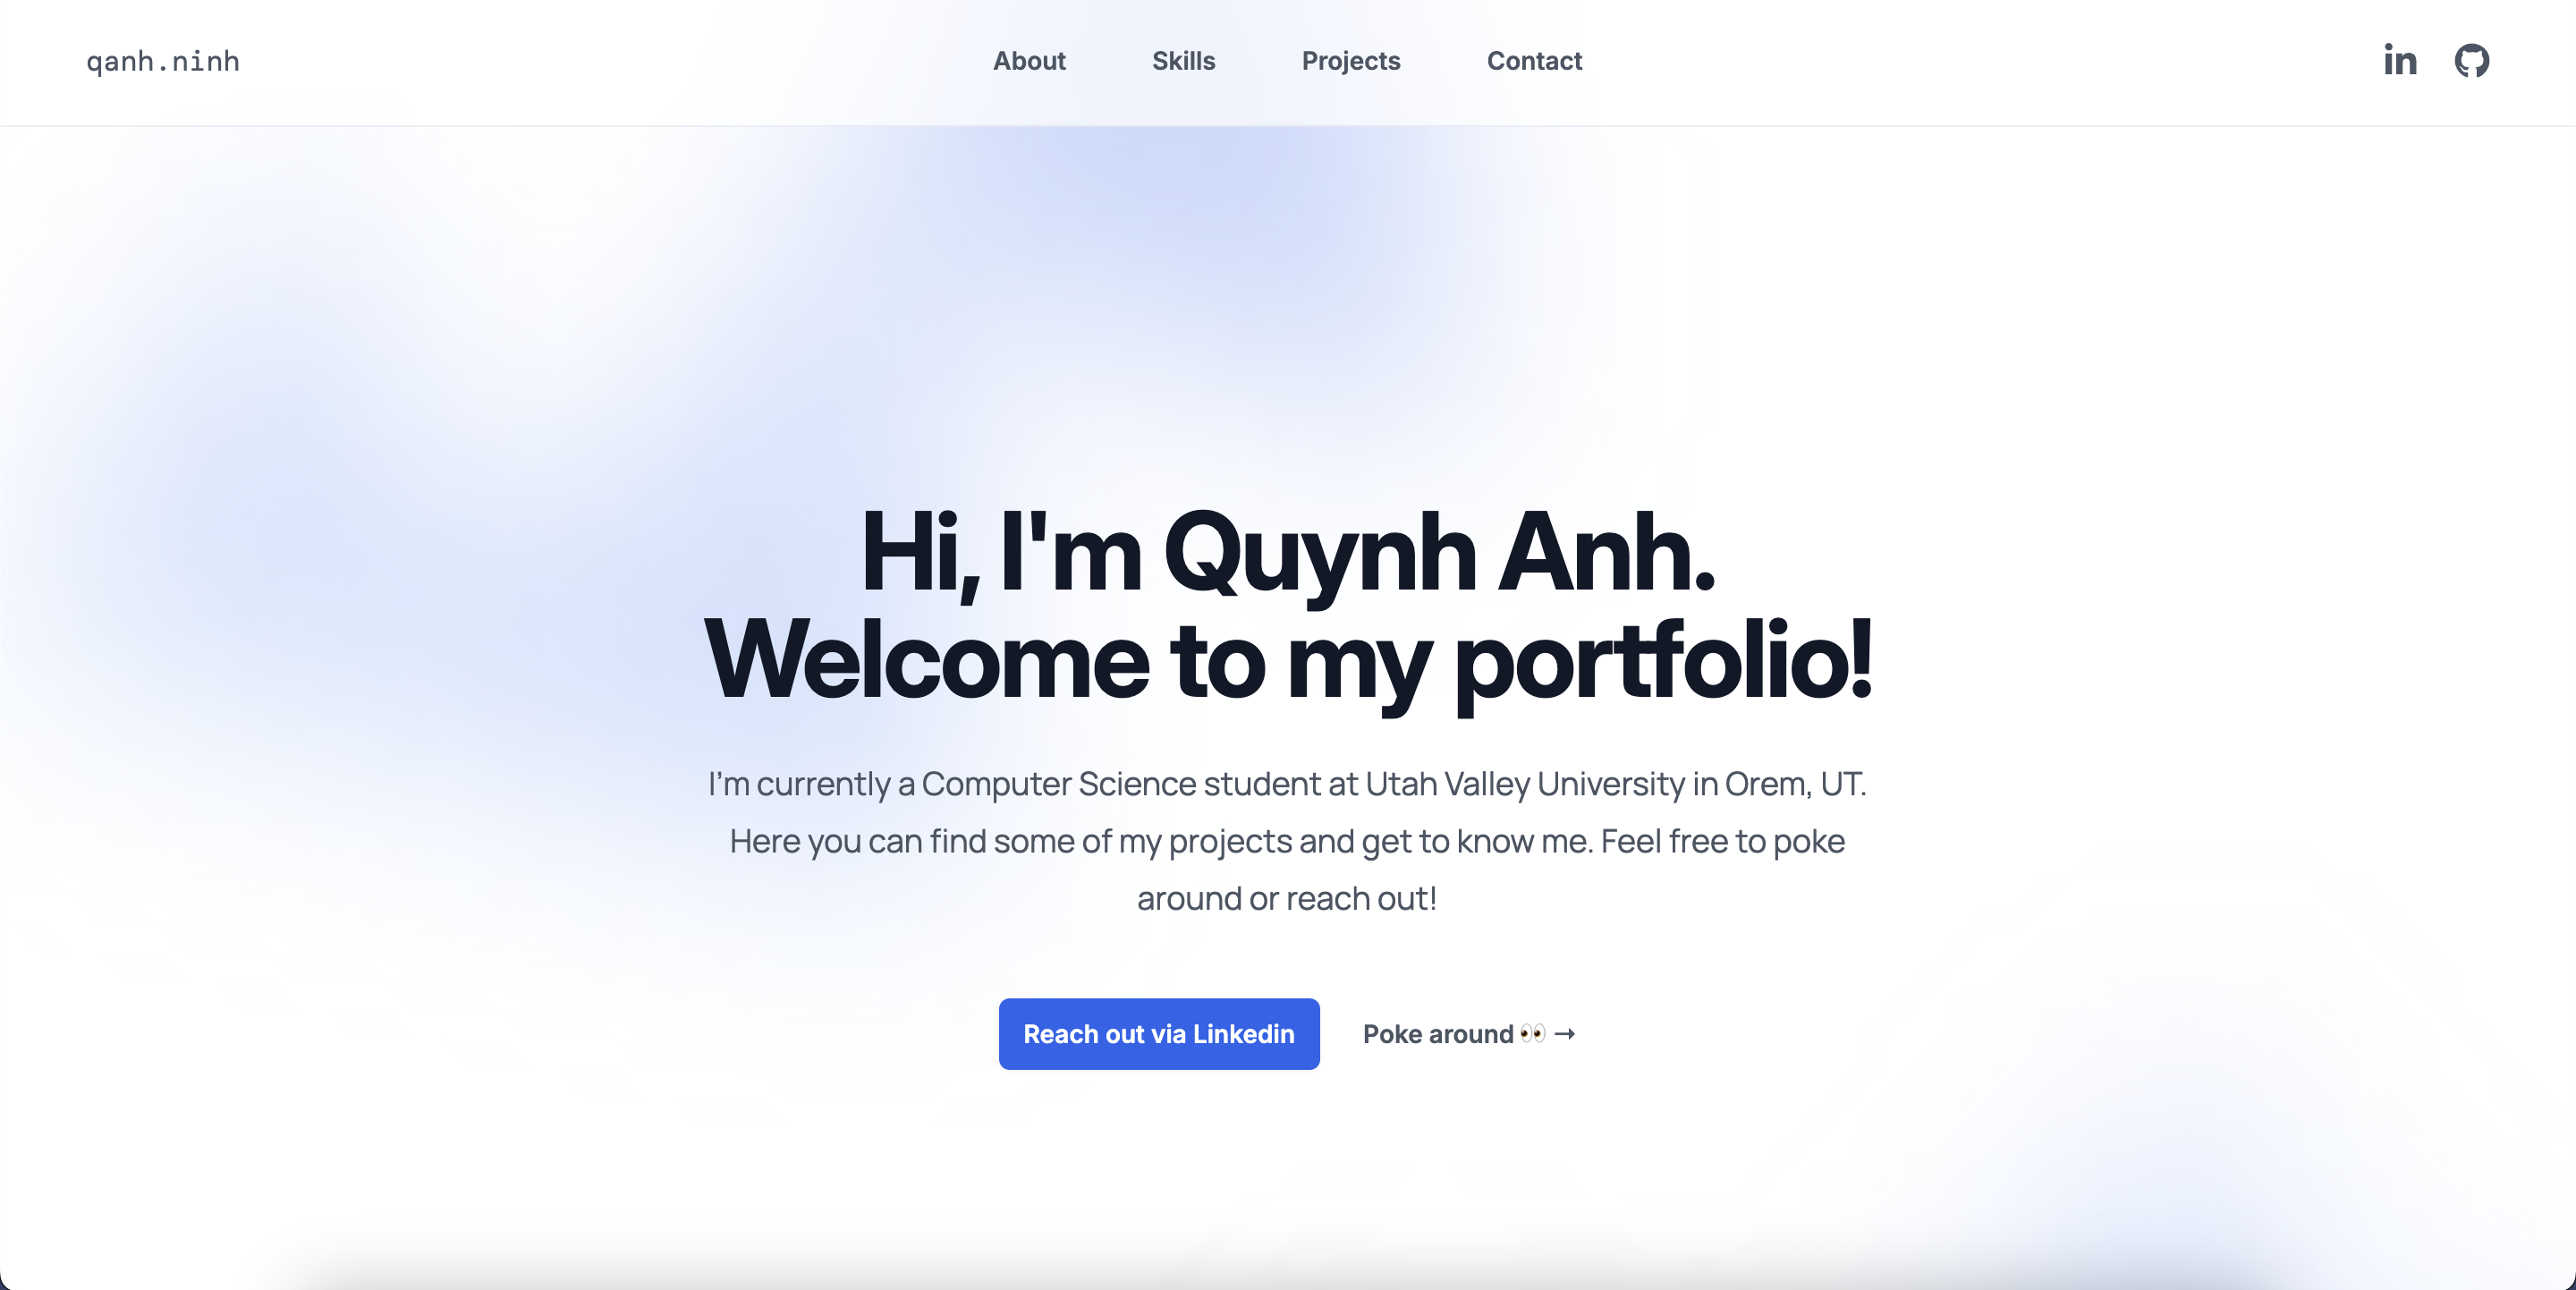 qanh.ninh
About Skills Projects Contact
in
Hi, I'm Quynh Anh.
Welcome to my portfolio!
I’m currently a Computer Science student at Utah Valley University in Orem, UT.
Here you can find some of my projects and get to know me. Feel free to poke
around or reach out!
Reach out via Linkedin
Poke around 👀 →